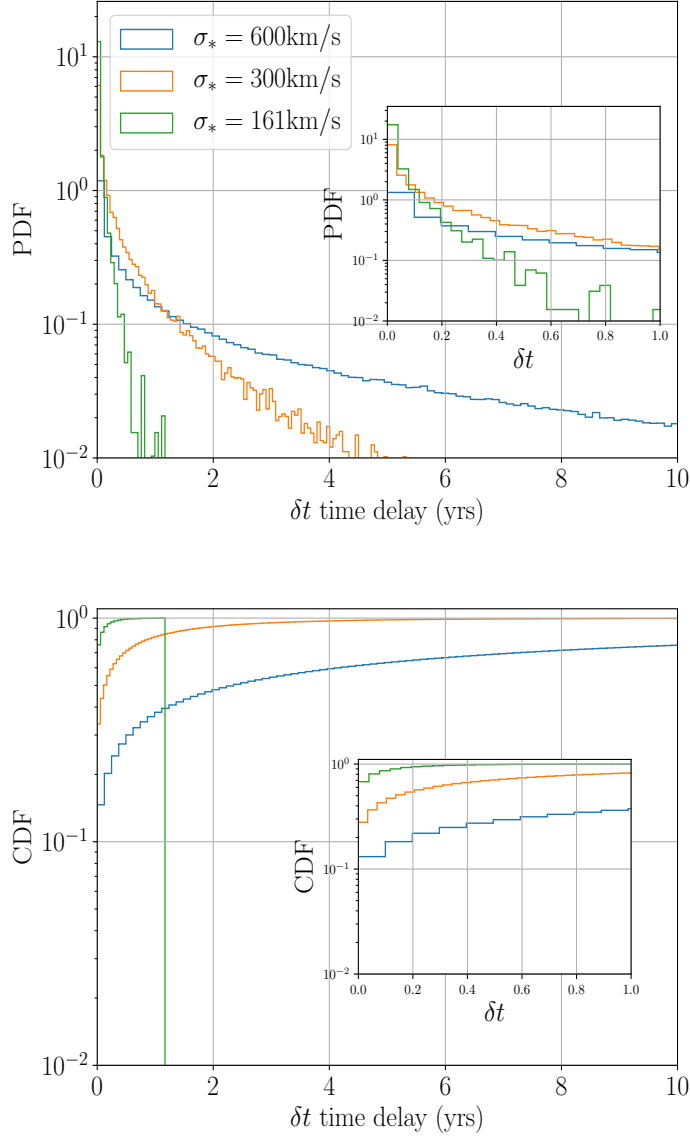 σ* = 600km/s
σ* = 300km/s
σ* = 161km/s
PDF
10^1
10^0
10^-1
10^-2
0 2 4 6 8 10
δt time delay (yrs)
PDF
10^1
10^0
10^-1
10^-2
0.0 0.2 0.4 0.6 0.8 1.0
δt
CDF
10^0
10^-1
10^-2
0 2 4 6 8 10
δt time delay (yrs)
CDF
10^0
10^-1
10^-2
0.0 0.2 0.4 0.6 0.8 1.0
δt